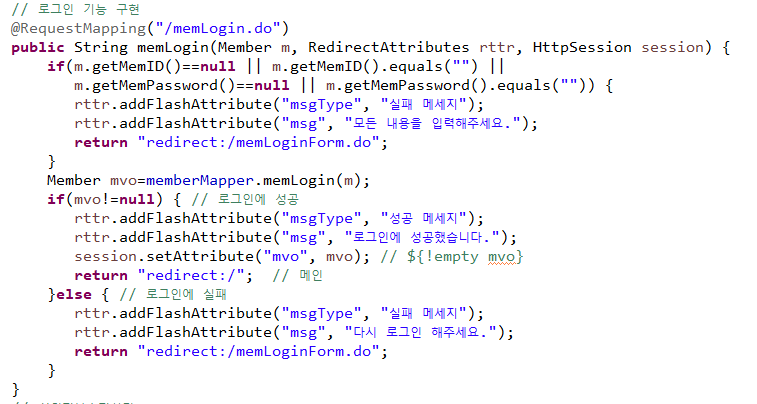 // 로그인 기능 구현
@RequestMapping("/memLogin.do")
public String memLogin(Member m, RedirectAttributes rttr, HttpSession session) {
if(m.getMemID()==null || m.getMemID().equals("") ||
m.getMemPassword()==null || m.getMemPassword().equals("")) {
rttr.addFlashAttribute("msgType", "실패 메세지");
rttr.addFlashAttribute("msg", "모든 내용을 입력해주세요.");
return "redirect:/memLoginForm.do";
}
Member mvo=memberMapper.memLogin(m);
if(mvo!=null) { // 로그인에 성공
rttr.addFlashAttribute("msgType", "성공 메세지");
rttr.addFlashAttribute("msg", "로그인에 성공했습니다.");
session.setAttribute("mvo", mvo); // ${!empty mvo}
return "redirect:/"; // 메인
}else { // 로그인에 실패
rttr.addFlashAttribute("msgType", "실패 메세지");
rttr.addFlashAttribute("msg", "다시 로그인 해주세요.");
return "redirect:/memLoginForm.do";
}
}